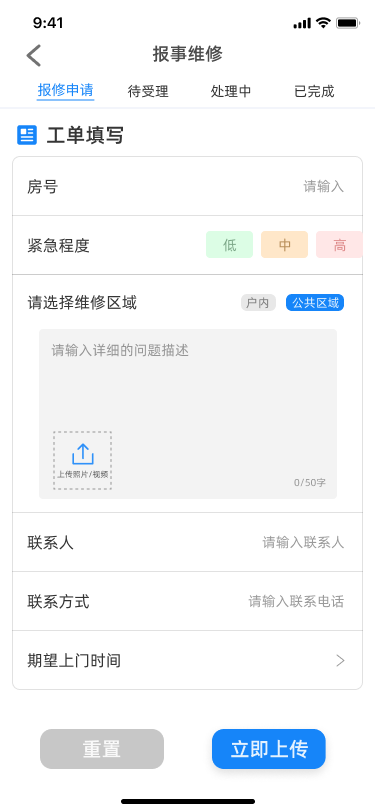 9:41
报事维修
报修申请 待受理 处理中 已完成
工单填写
房号 请输入
紧急程度 低 中 高
请选择维修区域 户内 公共区域
请输入详细的问题描述
上传照片/视频
0/50字
联系人 请输入联系人
联系方式 请输入联系电话
期望上门时间
重置 立即上传